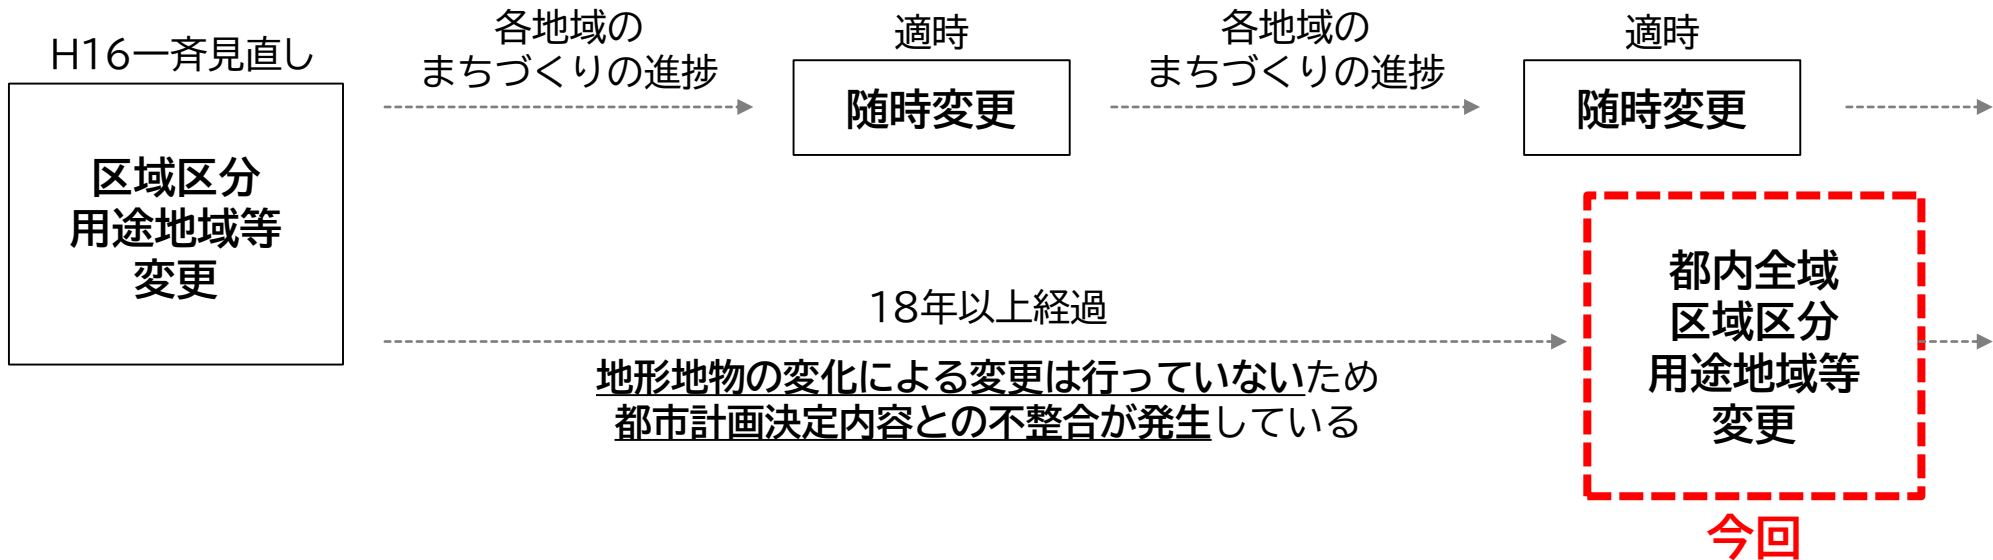 H16一斉見直し
区域区分
用途地域等
変更
各地域の
まちづくりの進捗
適時
随時変更
各地域の
まちづくりの進捗
適時
随時変更
18年以上経過
地形地物の変化による変更は行っていないため
都市計画決定内容との不整合が発生している
都内全域
区域区分
用途地域等
変更
今回